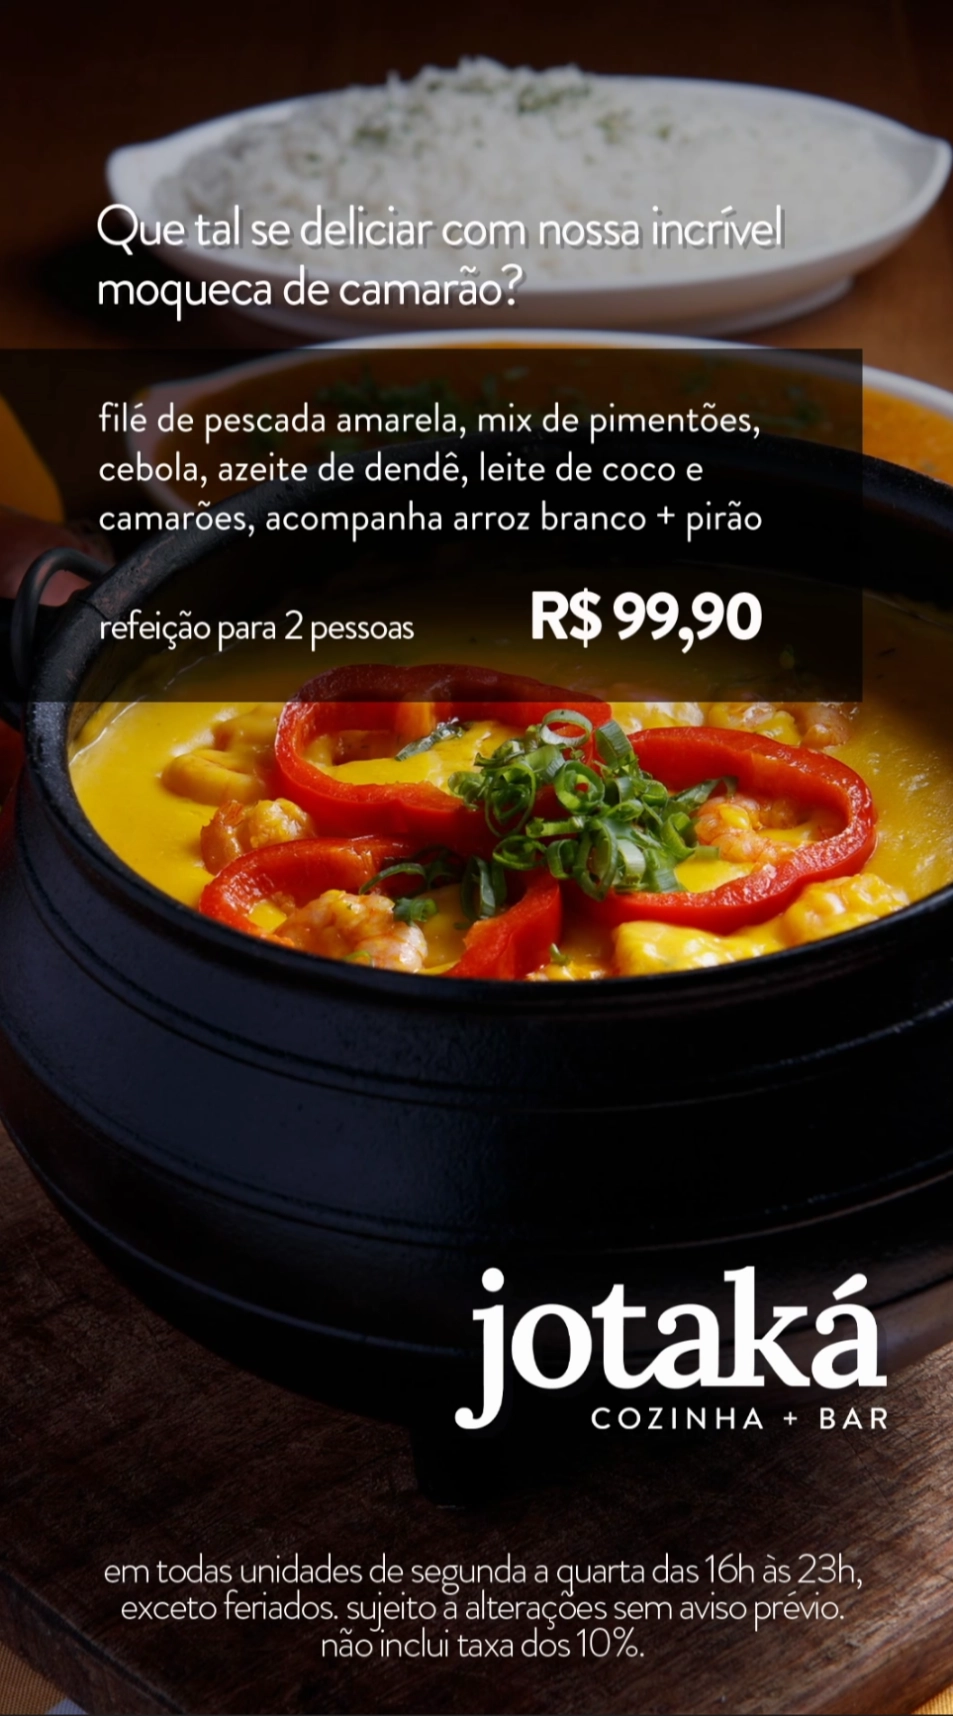 Que tal se deliciar com nossa incrível
moqueca de camarão?
filé de pescada amarela, mix de pimentões,
cebola, azeite de dendê, leite de coco e
camarões, acompanha arroz branco + pirão
refeição para 2 pessoas R$ 99,90
jotaká
COZINHA + BAR
em todas unidades de segunda a quarta das 16h às 23h,
exceto feriados. sujeito a alterações sem aviso prévio.
não inclui taxa dos 10%.